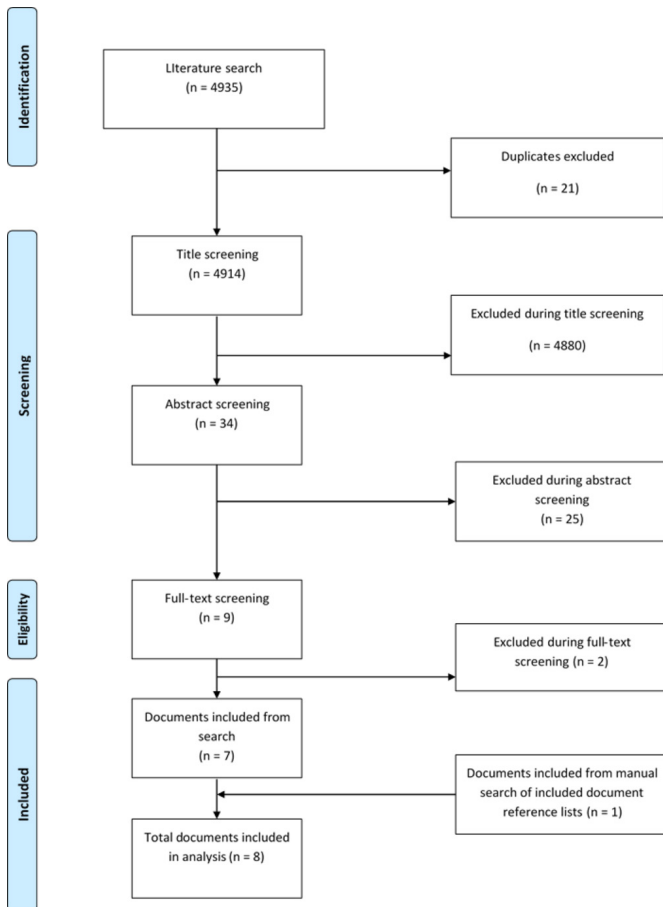 Identification
LIterature search
(n = 4935)
Duplicates excluded
(n = 21)
Screening
Title screening
(n = 4914)
Excluded during title screening
(n = 4880)
Abstract screening
(n = 34)
Excluded during abstract
screening
(n = 25)
Eligibility
Full-text screening
(n = 9)
Excluded during full-text
screening (n = 2)
Included
Documents included from
search
(n = 7)
Documents included from manual
search of included document
reference lists (n = 1)
Total documents included
in analysis (n = 8)